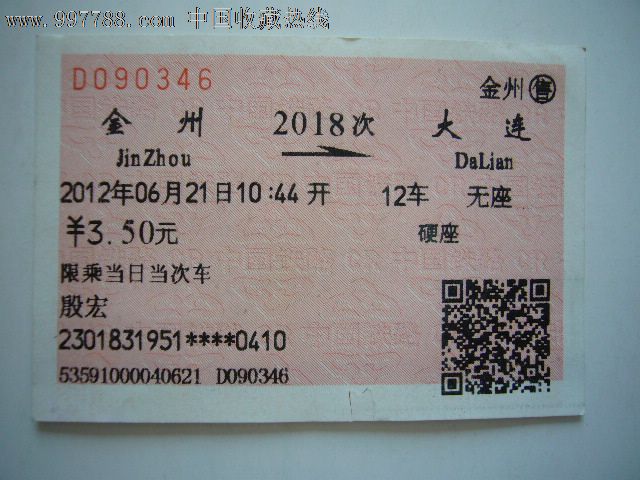 www.997788.com 中国收藏热线
D090346
金州 售
金州 2018次 大连
JinZhou DaLian
2012年06月21日10:44开 12车 无座
¥3.50元 硬座
限乘当日当次车
殷宏
2301831951****0410
53591000040621 D090346